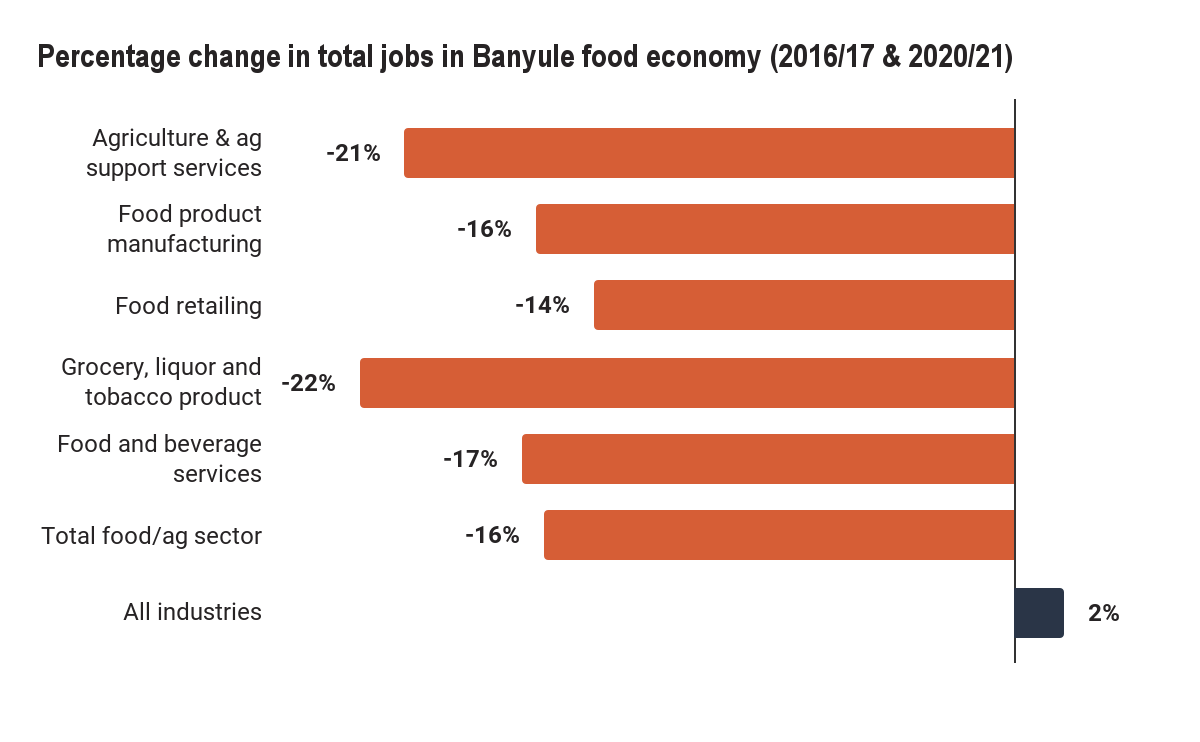 Percentage change in total jobs in Banyule food economy (2016/17 & 2020/21)
Agriculture & ag
support services
-21%
Food product
manufacturing
-16%
Food retailing
-14%
Grocery, liquor and
tobacco product
-22%
Food and beverage
services
-17%
Total food/ag sector
-16%
All industries
2%